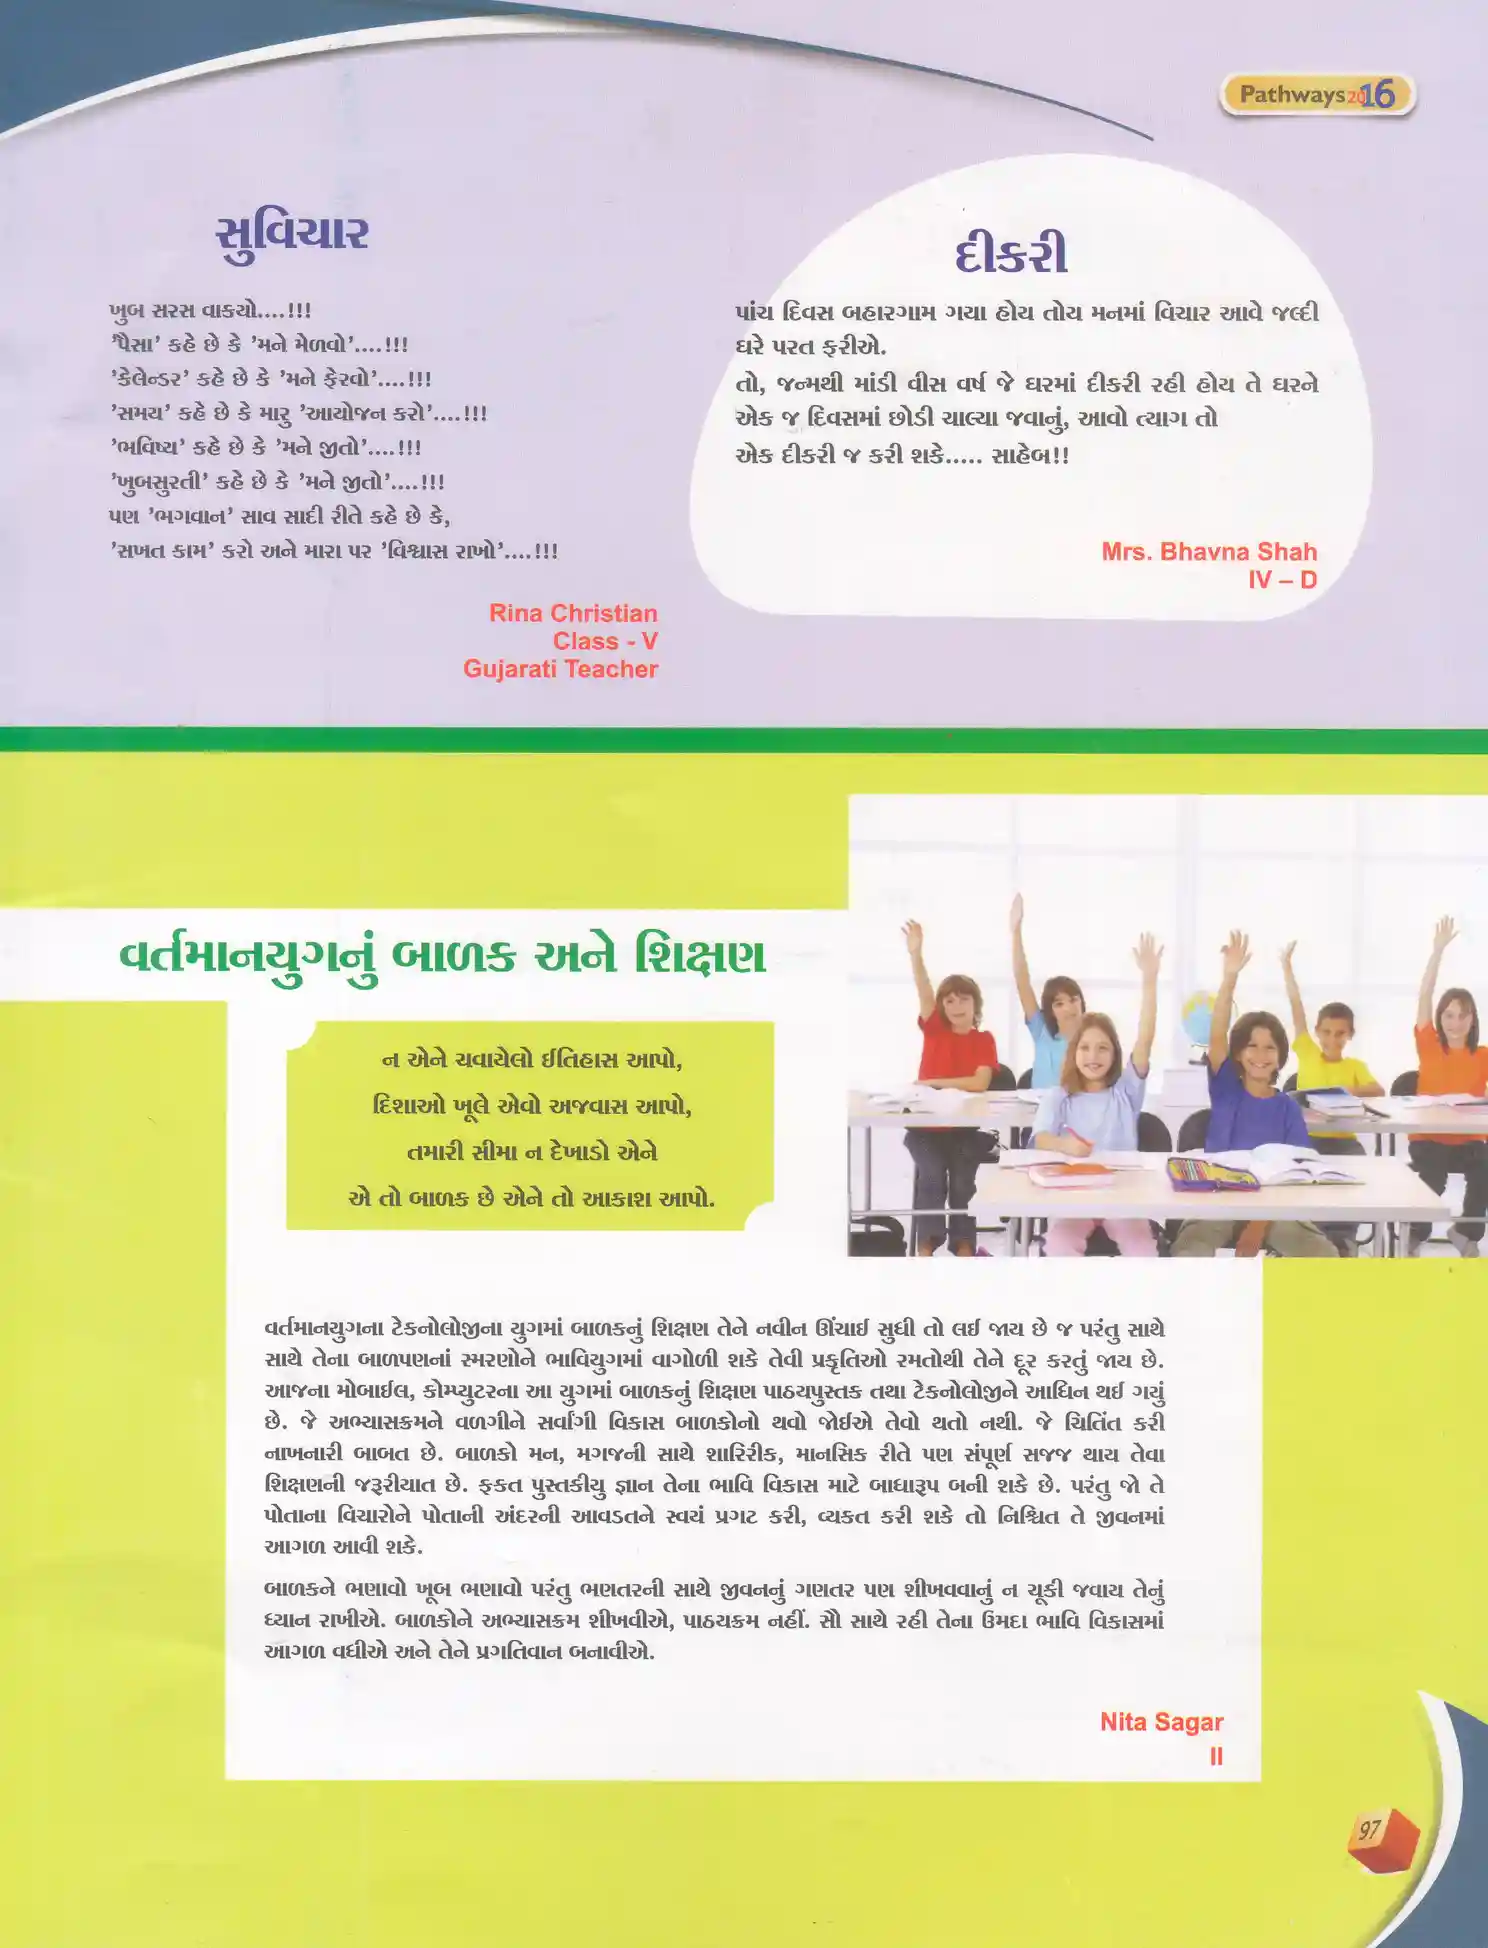 Pathways 2016
સુવિચાર
ખુબ સરસ વાકયો....!!!
'પૈસા' કહે છે કે 'મને મેળવો'....!!!
'કેલેન્ડર' કહે છે કે 'મને ફેરવો'....!!!
'સમય' કહે છે કે મારુ 'આયોજન કરો'....!!!
'ભવિષ્ય' કહે છે કે 'મને જીતો'....!!!
'ખુબસુરતી' કહે છે કે 'મને જીતો'....!!!
પણ 'ભગવાન' સાવ સાદી રીતે કહે છે કે,
'સખત કામ' કરો અને મારા પર 'વિશ્વાસ રાખો'....!!!
Rina Christian
Class - V
Gujarati Teacher
દીકરી
પાંચ દિવસ બહારગામ ગયા હોય તોય મનમાં વિચાર આવે જલ્દી
ઘરે પરત ફરીએ.
તો, જન્મથી માંડી વીસ વર્ષ જે ઘરમાં દીકરી રહી હોય તે ઘરને
એક જ દિવસમાં છોડી ચાલ્યા જવાનું, આવો ત્યાગ તો
એક દીકરી જ કરી શકે..... સાહેબ!!
Mrs. Bhavna Shah
IV – D
વર્તમાનયુગનું બાળક અને શિક્ષણ
ન એને ચવાયેલો ઈતિહાસ આપો,
દિશાઓ ખૂલે એવો અજવાસ આપો,
તમારી સીમા ન દેખાડો એને
એ તો બાળક છે એને તો આકાશ આપો.
વર્તમાનયુગના ટેકનોલોજીના યુગમાં બાળકનું શિક્ષણ તેને નવીન ઊંચાઈ સુધી તો લઈ જાય છે જ પરંતુ સાથે
સાથે તેના બાળપણનાં સ્મરણોને ભાવિયુગમાં વાગોળી શકે તેવી પ્રકૃતિઓ રમતોથી તેને દૂર કરતું જાય છે.
આજના મોબાઈલ, કોમ્પ્યુટરના આ યુગમાં બાળકનું શિક્ષણ પાઠયપુસ્તક તથા ટેકનોલોજીને આધિન થઈ ગયું
છે. જે અભ્યાસક્રમને વળગીને સર્વાંગી વિકાસ બાળકોનો થવો જોઈએ તેવો થતો નથી. જે ચિતિંત કરી
નાખનારી બાબત છે. બાળકો મન, મગજની સાથે શારિરીક, માનસિક રીતે પણ સંપૂર્ણ સજ્જ થાય તેવા
શિક્ષણની જરૂરીયાત છે. ફકત પુસ્તકીયુ જ્ઞાન તેના ભાવિ વિકાસ માટે બાધારૂપ બની શકે છે. પરંતુ જો તે
પોતાના વિચારોને પોતાની અંદરની આવડતને સ્વયં પ્રગટ કરી, વ્યકત કરી શકે તો નિશ્ચિત તે જીવનમાં
આગળ આવી શકે.
બાળકને ભણાવો ખૂબ ભણાવો પરંતુ ભણતરની સાથે જીવનનું ગણતર પણ શીખવવાનું ન ચૂકી જવાય તેનું
ધ્યાન રાખીએ. બાળકોને અભ્યાસક્રમ શીખવીએ, પાઠયક્રમ નહીં. સૌ સાથે રહી તેના ઉમદા ભાવિ વિકાસમાં
આગળ વધીએ અને તેને પ્રગતિવાન બનાવીએ.
Nita Sagar
II
97